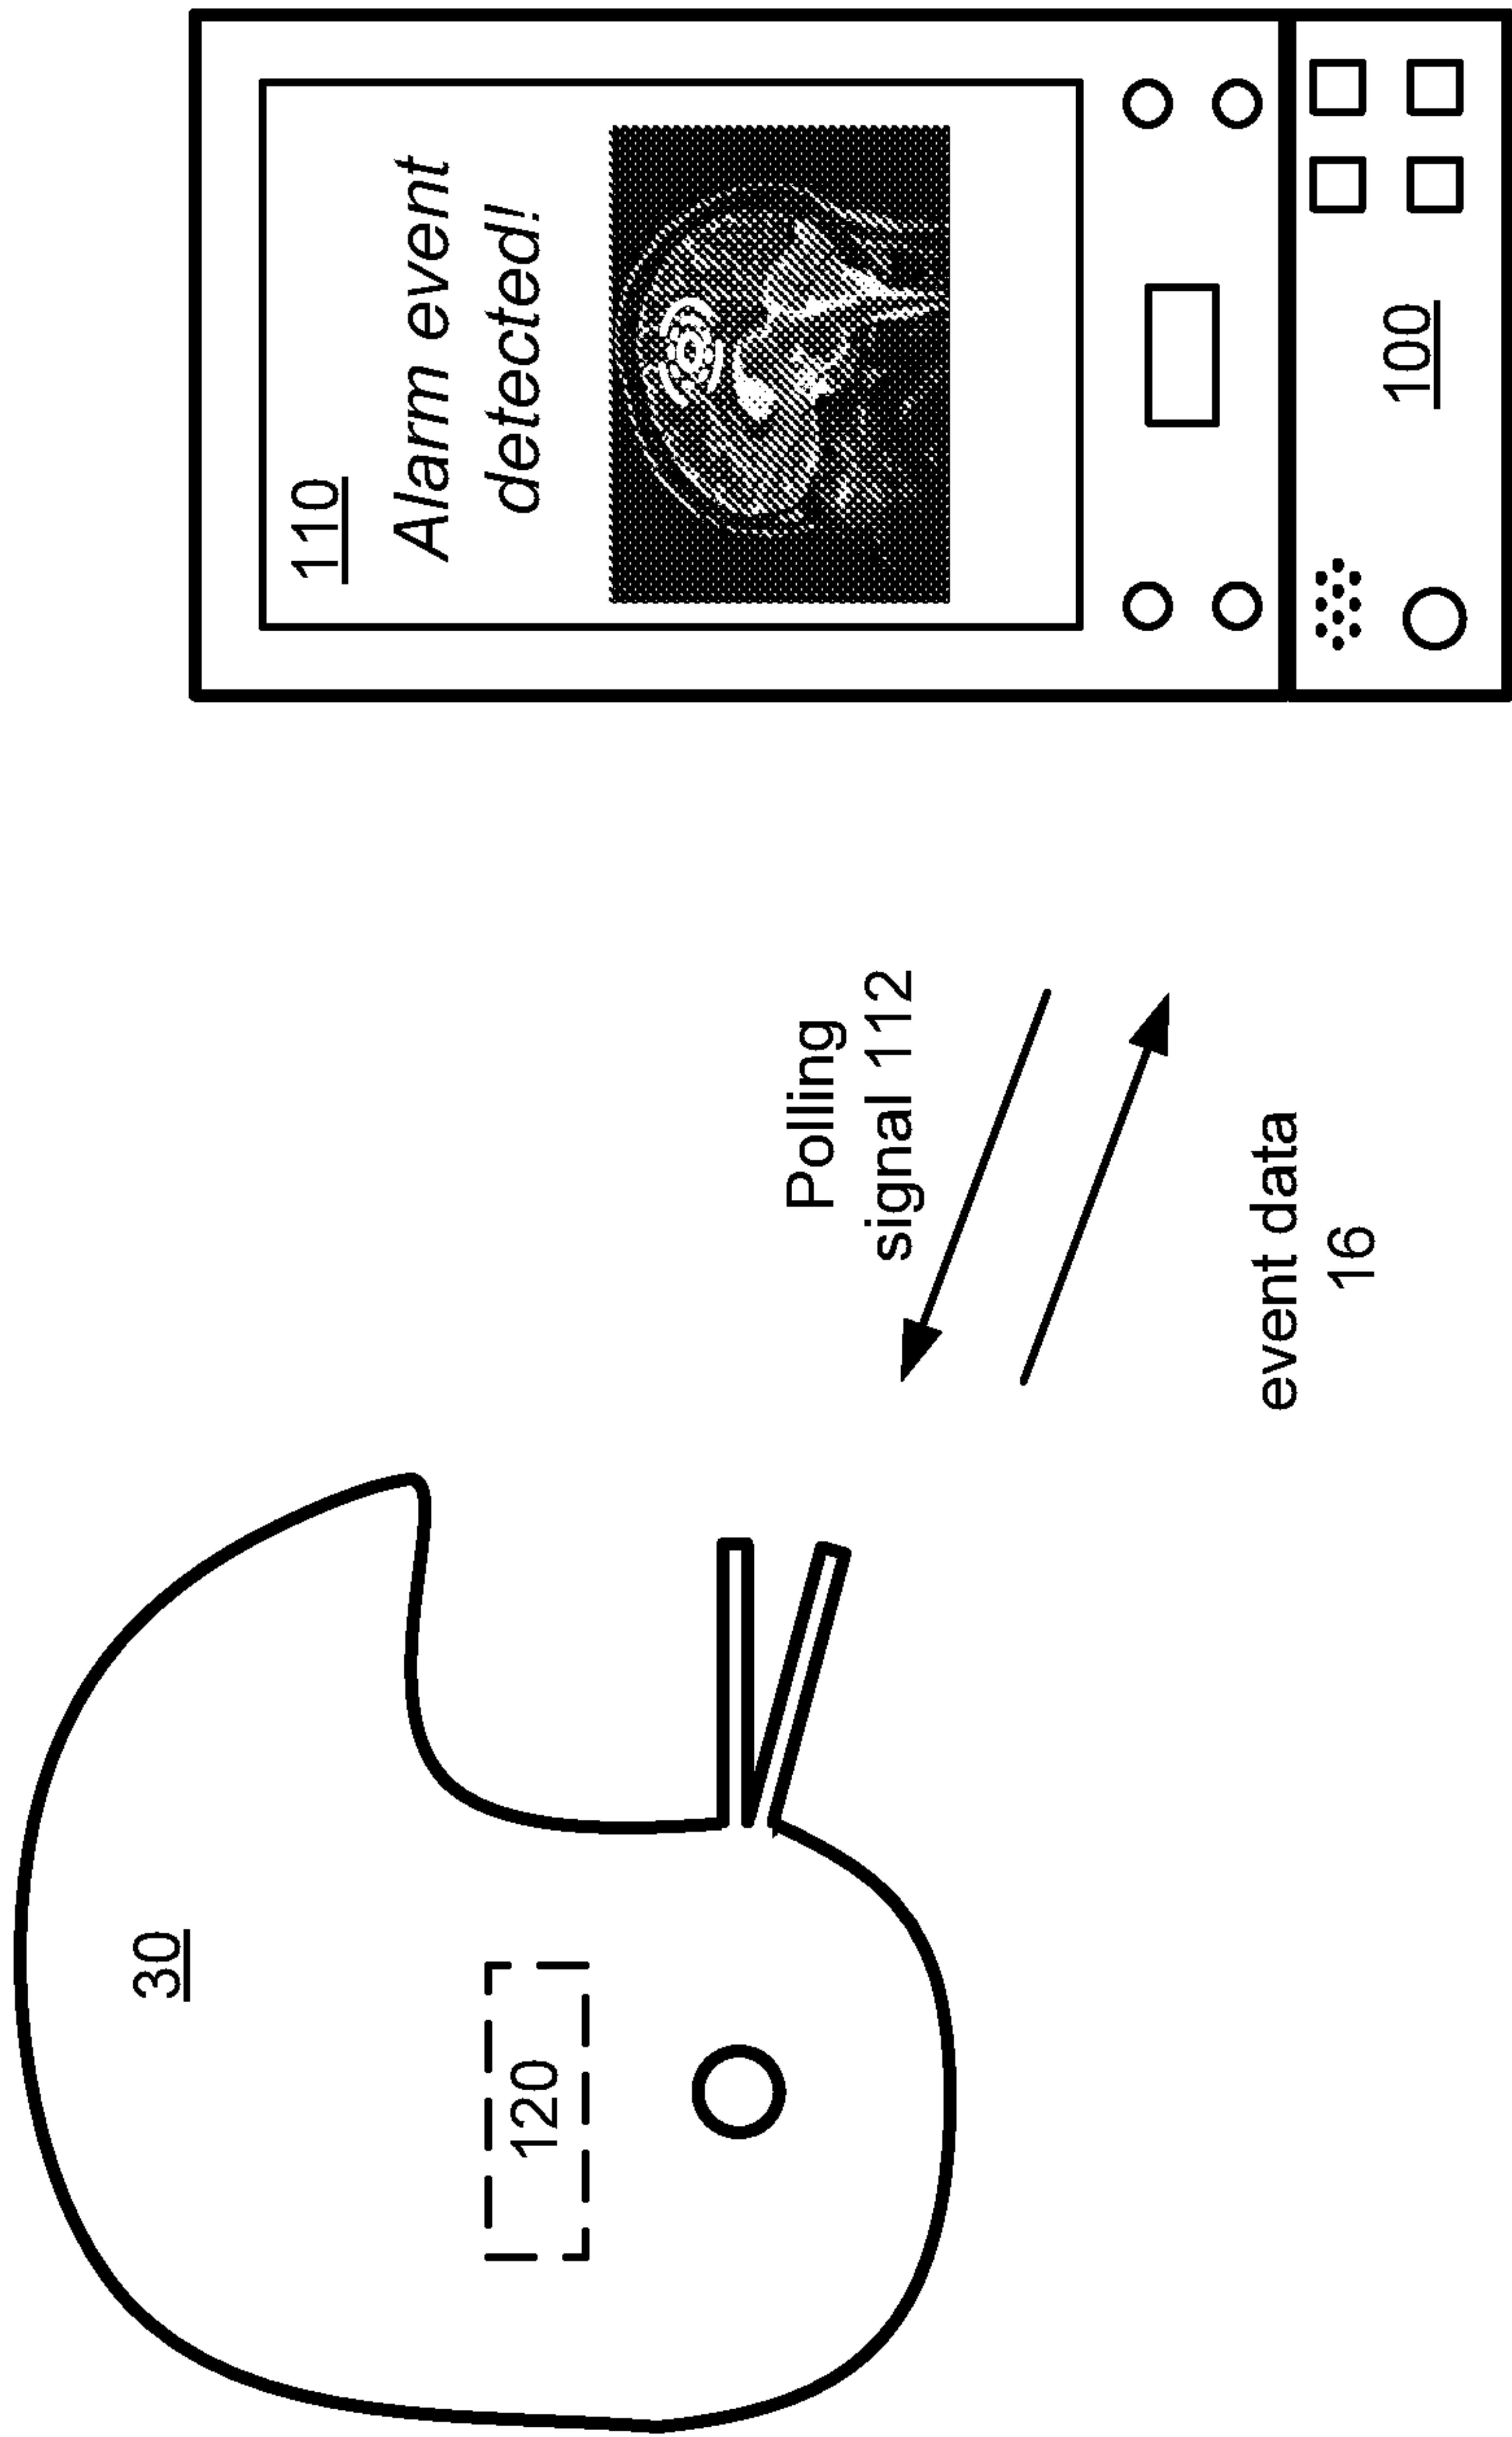 30
120
Polling
signal 112
event data
16
110
Alarm event
detected!
100